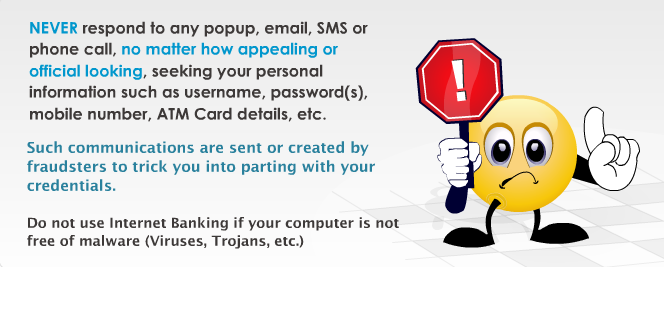 NEVER respond to any popup, email, SMS or
phone call, no matter how appealing or
official looking, seeking your personal
information such as username, password(s),
mobile number, ATM Card details, etc.
Such communications are sent or created by
fraudsters to trick you into parting with your
credentials.
Do not use Internet Banking if your computer is not
free of malware (Viruses, Trojans, etc.)
!